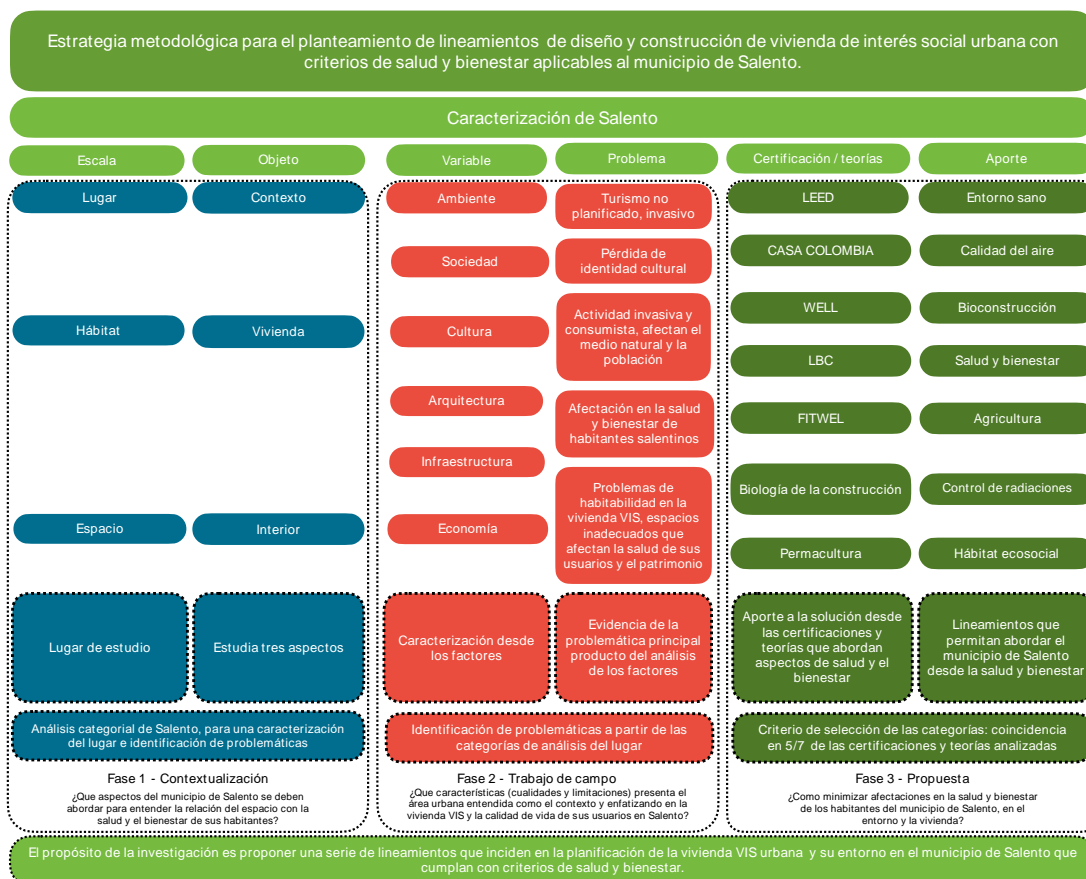 Estrategia metodológica para el planteamiento de lineamientos de diseño y construcción de vivienda de interés social urbana con
criterios de salud y bienestar aplicables al municipio de Salento.
Caracterización de Salento
Escala
Objeto
Variable
Problema
Certificación / teorías
Aporte
Lugar
Contexto
Hábitat
Vivienda
Espacio
Interior
Lugar de estudio
Estudia tres aspectos
Análisis categorial de Salento, para una caracterización
del lugar e identificación de problemáticas
Fase 1 - Contextualización
¿Que aspectos del municipio de Salento se deben
abordar para entender la relación del espacio con la
salud y el bienestar de sus habitantes?
Ambiente
Sociedad
Cultura
Arquitectura
Infraestructura
Economía
Turismo no
planificado, invasivo
Pérdida de
identidad cultural
Actividad invasiva y
consumista, afectan el
medio natural y la
población
Afectación en la salud
y bienestar de
habitantes salentinos
Problemas de
habitabilidad en la
vivienda VIS, espacios
inadecuados que
afectan la salud de sus
usuarios y el patrimonio
Caracterización desde
los factores
Evidencia de la
problemática principal
producto del análisis
de los factores
Identificación de problemáticas a partir de las
categorías de análisis del lugar
Fase 2 - Trabajo de campo
¿Que características (cualidades y limitaciones) presenta el
área urbana entendida como el contexto y enfatizando en la
vivienda VIS y la calidad de vida de sus usuarios en Salento?
LEED
CASA COLOMBIA
WELL
LBC
FITWEL
Biología de la construcción
Permacultura
Entorno sano
Calidad del aire
Bioconstrucción
Salud y bienestar
Agricultura
Control de radiaciones
Hábitat ecosocial
Aporte a la solución desde
las certificaciones y
teorías que abordan
aspectos de salud y el
bienestar
Lineamientos que
permitan abordar el
municipio de Salento
desde la salud y bienestar
Criterio de selección de las categorías: coincidencia
en 5/7 de las certificaciones y teorías analizadas
Fase 3 - Propuesta
¿Como minimizar afectaciones en la salud y bienestar
de los habitantes del municipio de Salento, en el
entorno y la vivienda?
El propósito de la investigación es proponer una serie de lineamientos que inciden en la planificación de la vivienda VIS urbana y su entorno en el municipio de Salento que
cumplan con criterios de salud y bienestar.